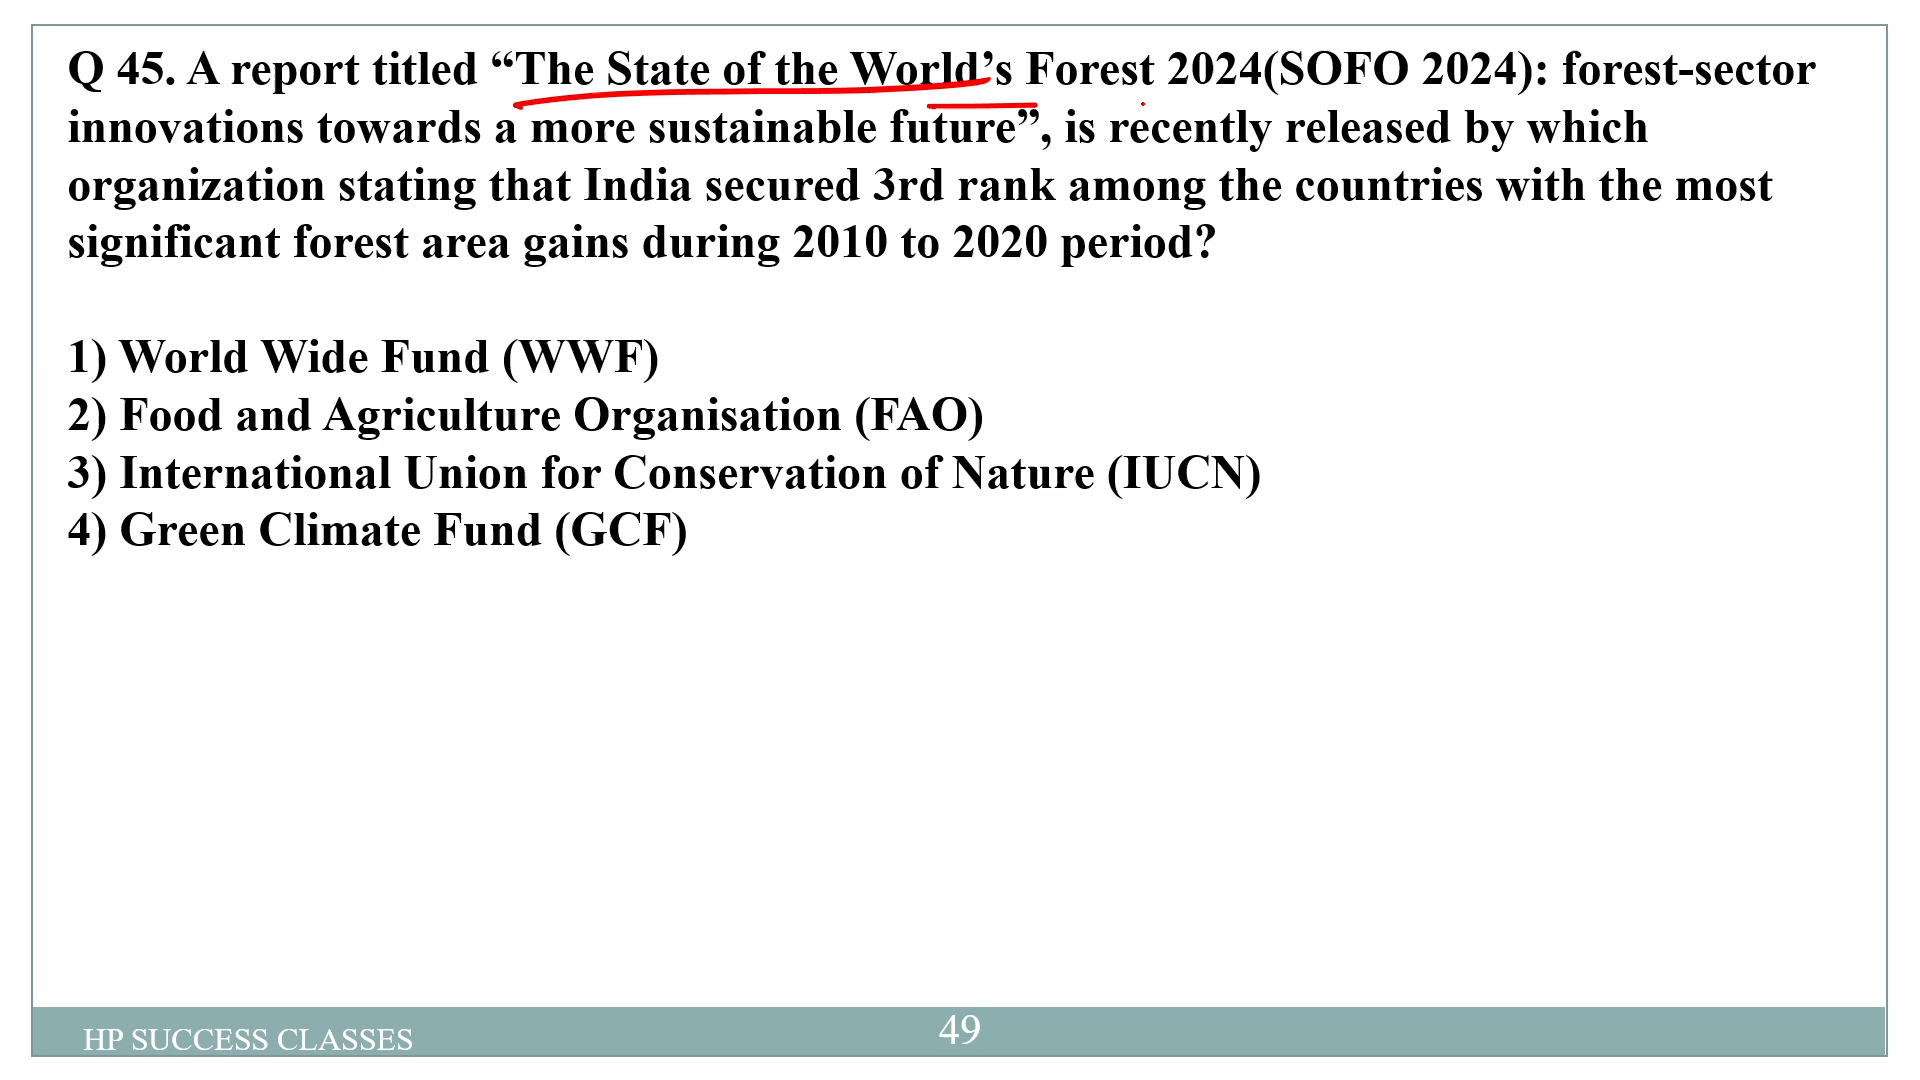 Q 45. A report titled “The State of the World’s Forest 2024(SOFO 2024): forest-sector
innovations towards a more sustainable future”, is recently released by which
organization stating that India secured 3rd rank among the countries with the most
significant forest area gains during 2010 to 2020 period?
1) World Wide Fund (WWF)
2) Food and Agriculture Organisation (FAO)
3) International Union for Conservation of Nature (IUCN)
4) Green Climate Fund (GCF)
HP SUCCESS CLASSES
49